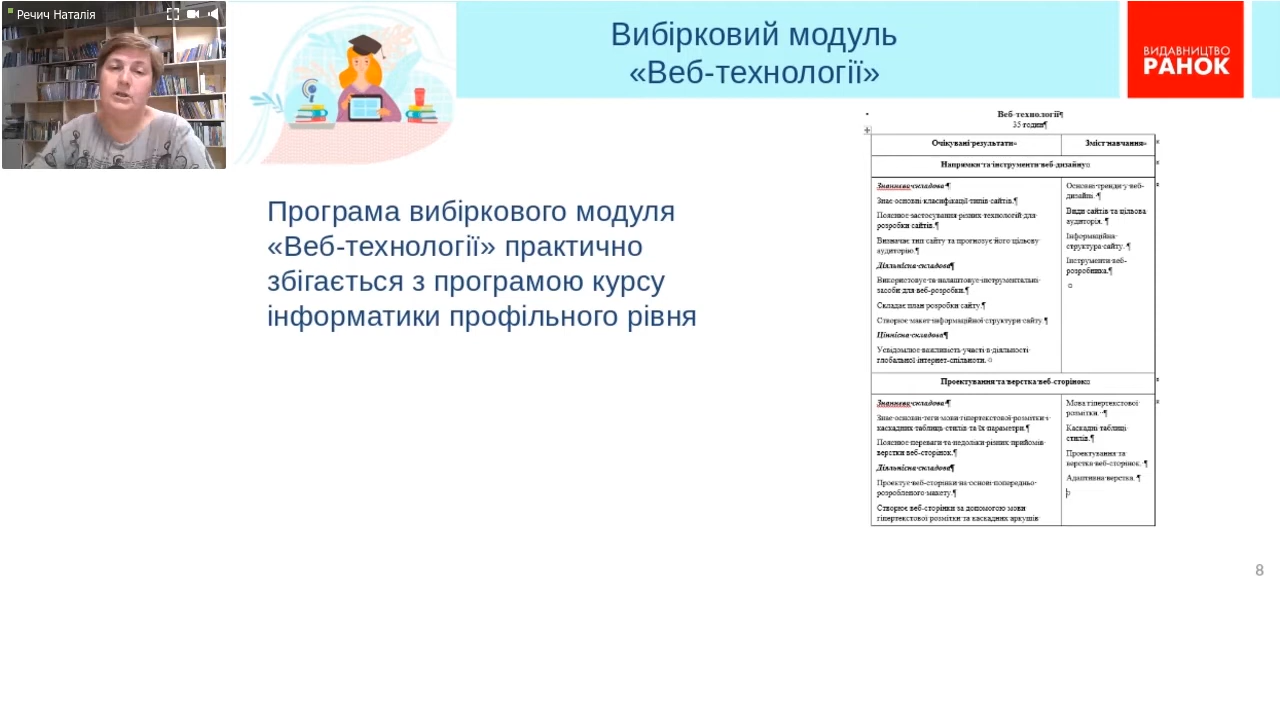 Речич Наталія
Вибірковий модуль
«Веб-технології»
ВИДАВНИЦТВО
РАНОК
Програма вибіркового модуля
«Веб-технології» практично
збігається з програмою курсу
інформатики профільного рівня
Веб-технології¶
35 годин¶
Очікувані результати
Зміст навчання
Напрямки та інструменти веб-дизайну
Знаннєва складова¶
Знає основні класифікації типів сайтів.¶
Пояснює застосування різних технологій для
розробки сайтів.¶
Визначає тип сайту та прогнозує його цільову
аудиторію.¶
Діяльнісна складова¶
Використовує та налаштовує інструментальні
засоби для веб-розробки.¶
Складає план розробки сайту.¶
Створює макет інформаційної структури сайту.¶
Ціннісна складова¶
Усвідомлює важливість участі в діяльності
глобальної інтернет-спільноти.
Основні тренди у веб-
дизайні.¶
Види сайтів та цільова
аудиторія.¶
Інформаційна
структура сайту.¶
Інструменти веб-
розробника.¶
Проектування та верстка веб-сторінок
Знаннєва складова¶
Знає основні теги мови гіпертекстової розмітки і
каскадних таблиць стилів та їх параметри.¶
Пояснює переваги та недоліки різних прийомів
верстки веб-сторінок.¶
Діяльнісна складова¶
Проектує веб-сторінки на основі попередньо
розробленого макету.¶
Створює веб-сторінки за допомогою мови
гіпертекстової розмітки та каскадних аркушів
Мова гіпертекстової
розмітки.¶
Каскадні таблиці
стилів.¶
Проектування та
верстка веб-сторінок.¶
Адаптивна верстка.¶
8